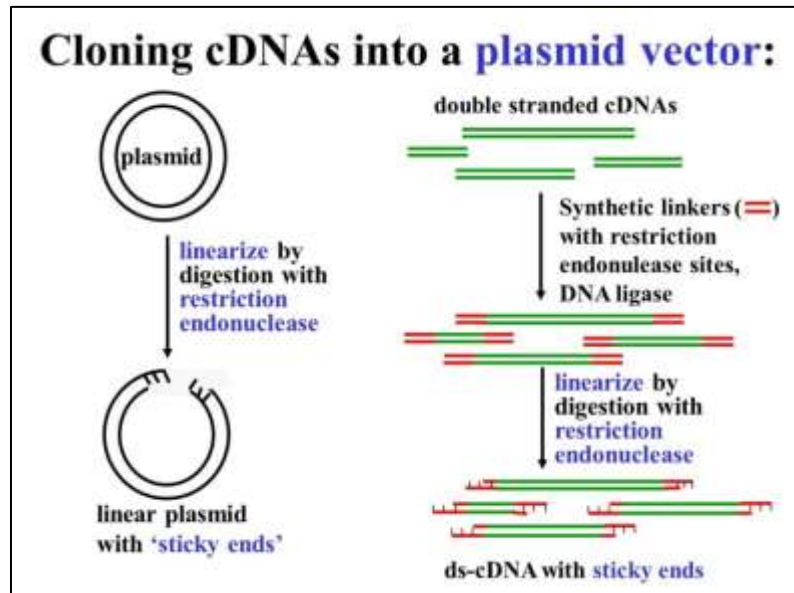 Cloning cDNAs into a plasmid vector:
plasmid
linearize by
digestion with
restriction
endonuclease
linear plasmid
with ‘sticky ends’
double stranded cDNAs
Synthetic linkers ( )
with restriction
endonulease sites,
DNA ligase
linearize by
digestion with
restriction
endonuclease
ds-cDNA with sticky ends